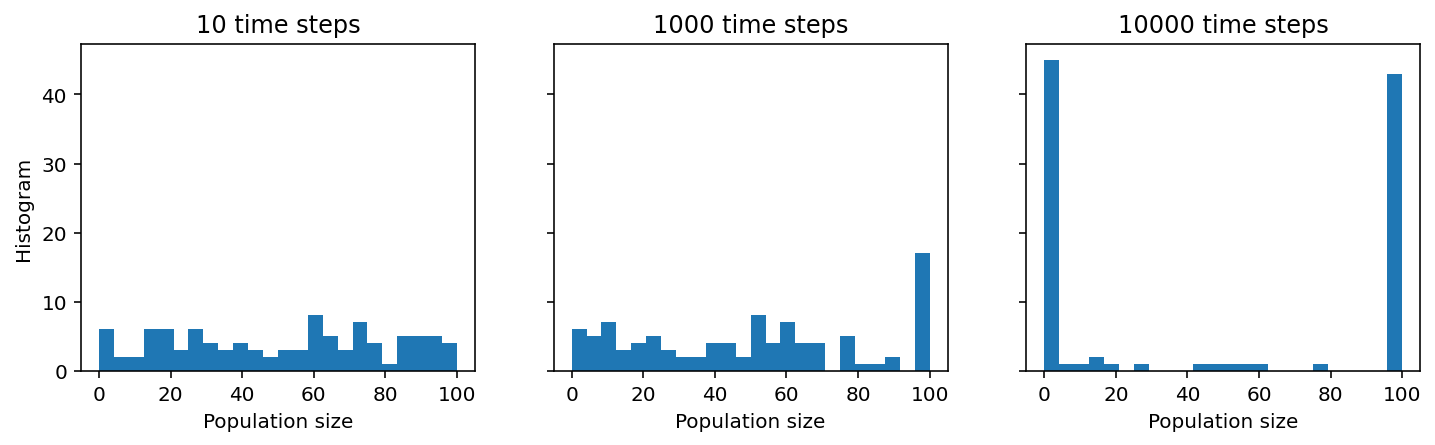 10 time steps
1000 time steps
10000 time steps
Histogram
40
30
20
10
0
0 20 40 60 80 100
0 20 40 60 80 100
0 20 40 60 80 100
Population size
Population size
Population size